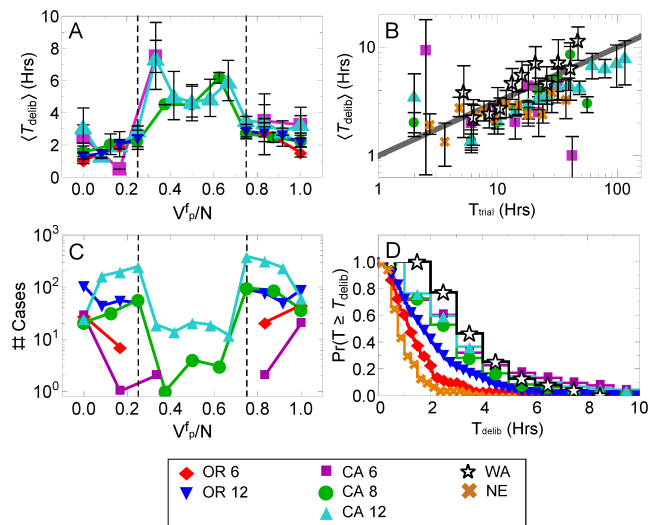 A
⟨T_delib⟩ (Hrs)
10
8
6
4
2
0
0.0 0.2 0.4 0.6 0.8 1.0
V^f_p/N
B
⟨T_delib⟩ (Hrs)
10
1
1 10 100
T_trial (Hrs)
C
# Cases
10^3
10^2
10^1
10^0
0.0 0.2 0.4 0.6 0.8 1.0
V^f_p/N
D
Pr(T ≥ T_delib)
1.0
0.8
0.6
0.4
0.2
0.0
0 2 4 6 8 10
T_delib (Hrs)
OR 6
OR 12
CA 6
CA 8
CA 12
WA
NE